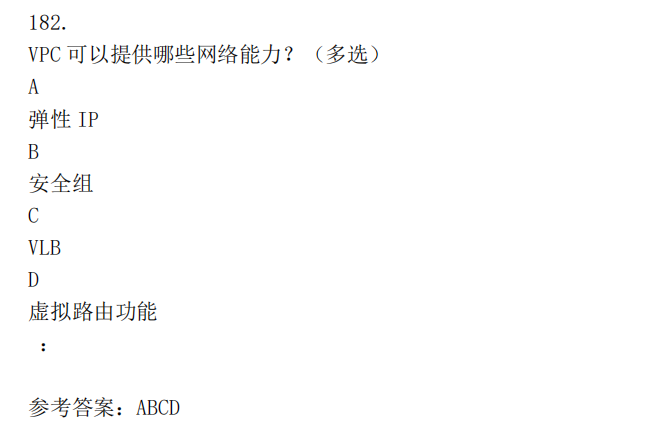 182.
VPC 可以提供哪些网络能力？（多选）
A
弹性 IP
B
安全组
C
VLB
D
虚拟路由功能
：
参考答案：ABCD